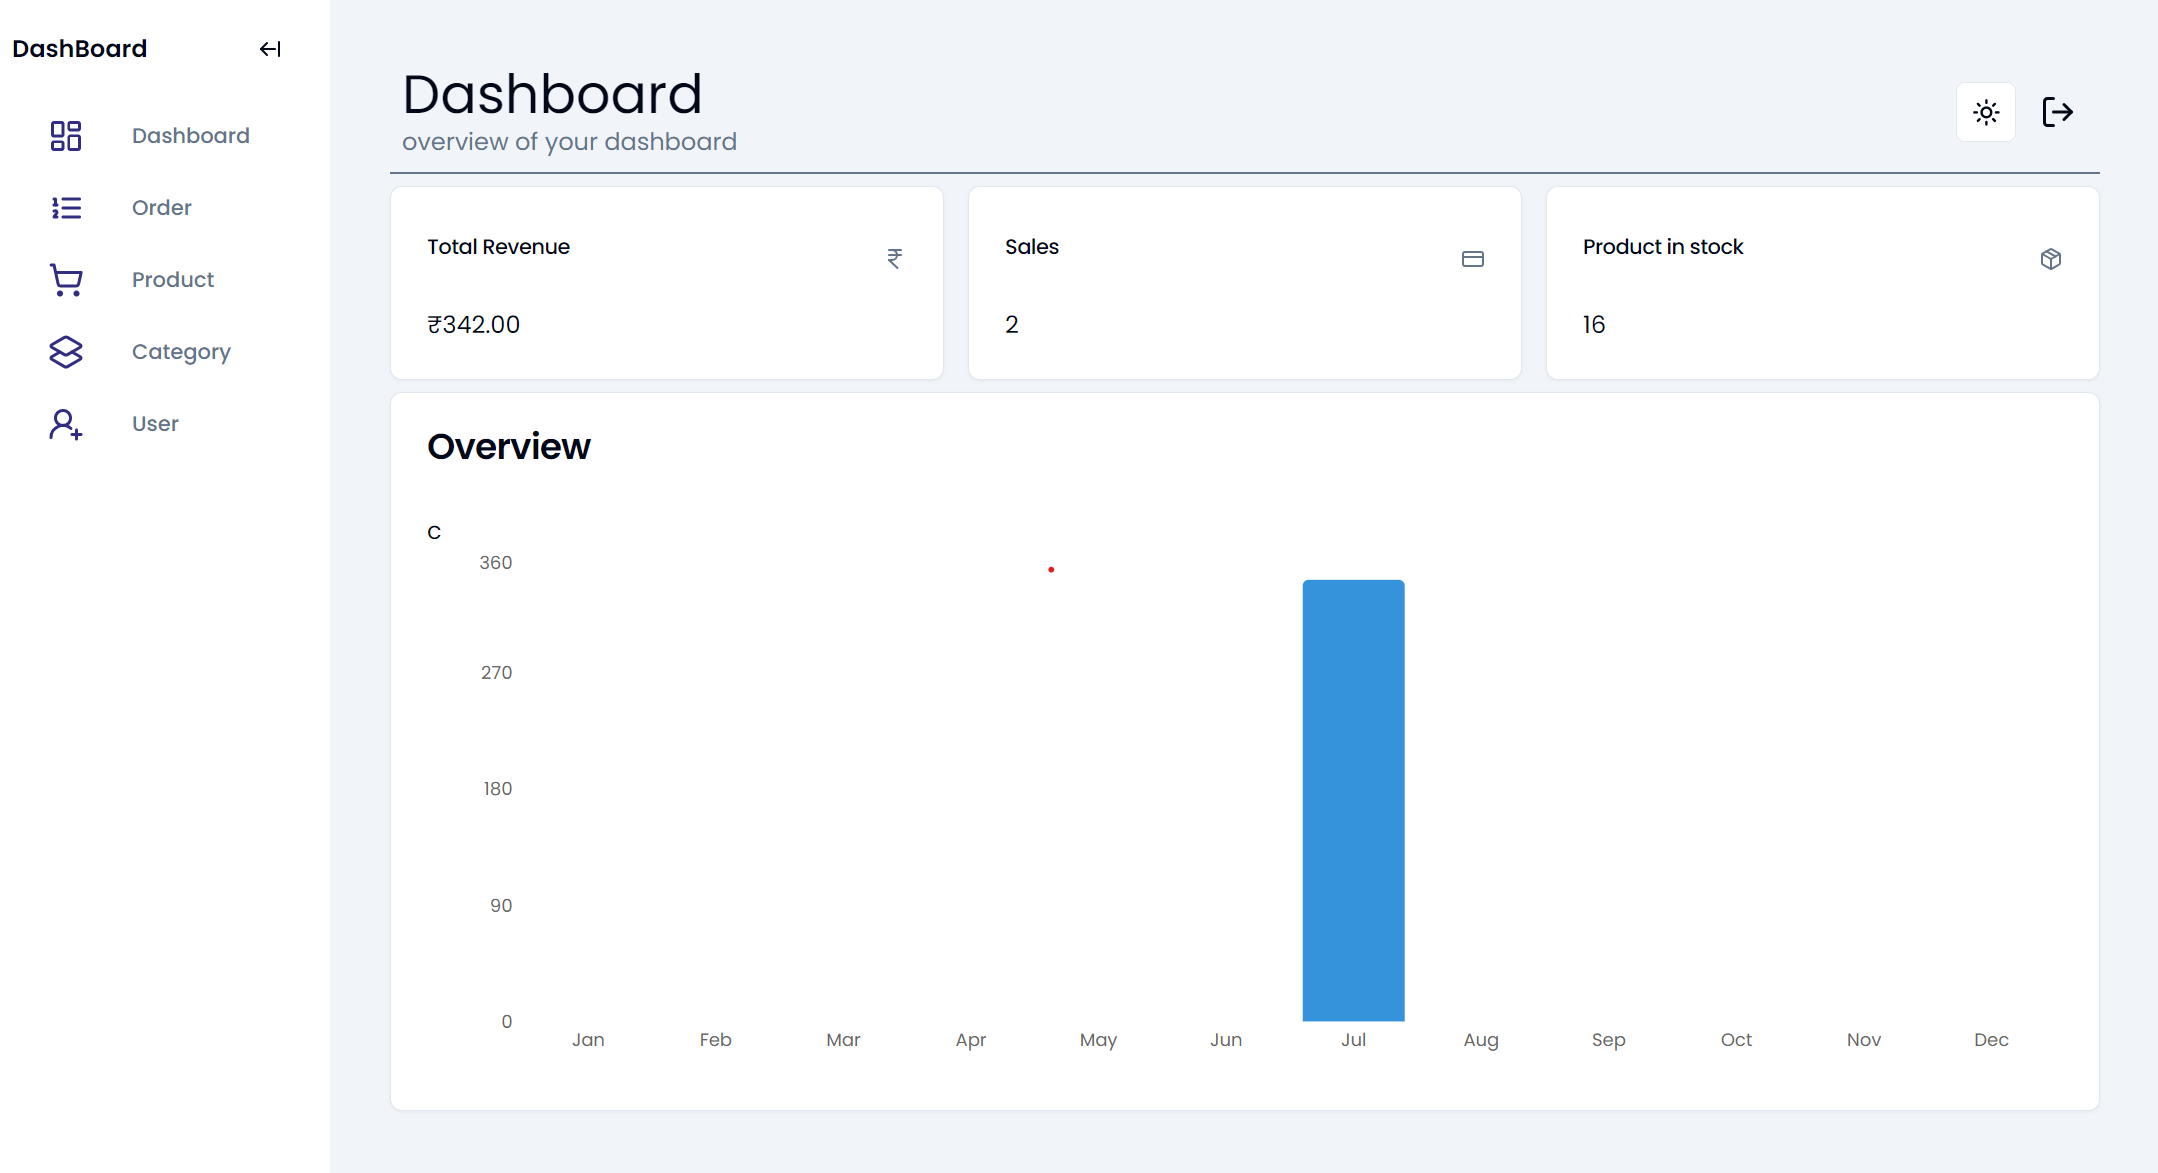 DashBoard
Dashboard
Order
Product
Category
User
Dashboard
overview of your dashboard
Total Revenue
₹342.00
Sales
2
Product in stock
16
Overview
C
360
270
180
90
0
Jan Feb Mar Apr May Jun Jul Aug Sep Oct Nov Dec